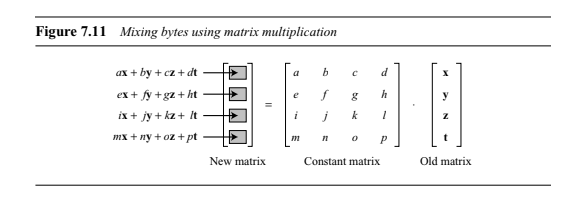 Figure 7.11 Mixing bytes using matrix multiplication
ax + by + cz + dt a b c d x
ex + fy + gz + ht = e f g h · y
ix + jy + kz + lt i j k l z
mx + ny + oz + pt m n o p t
New matrix Constant matrix Old matrix